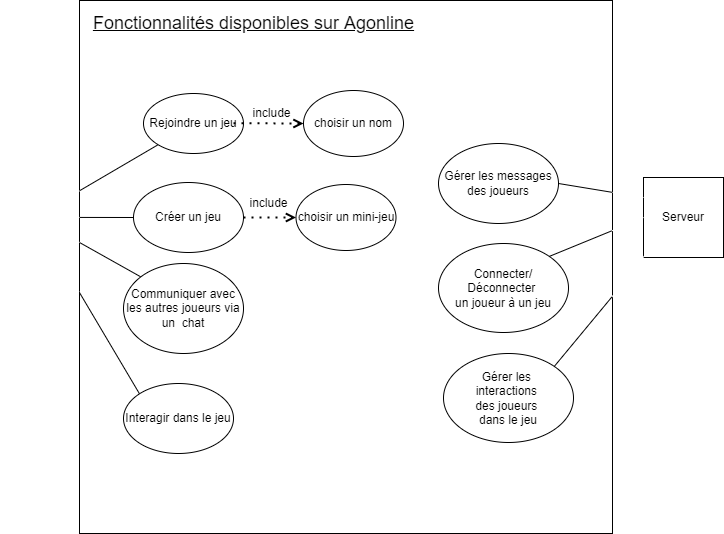 Fonctionnalités disponibles sur Agonline
Rejoindre un jeu
include
choisir un nom
Créer un jeu
include
choisir un mini-jeu
Communiquer avec
les autres joueurs via
un chat
Interagir dans le jeu
Gérer les messages
des joueurs
Connecter/
Déconnecter
un joueur à un jeu
Gérer les
interactions
des joueurs
dans le jeu
Serveur